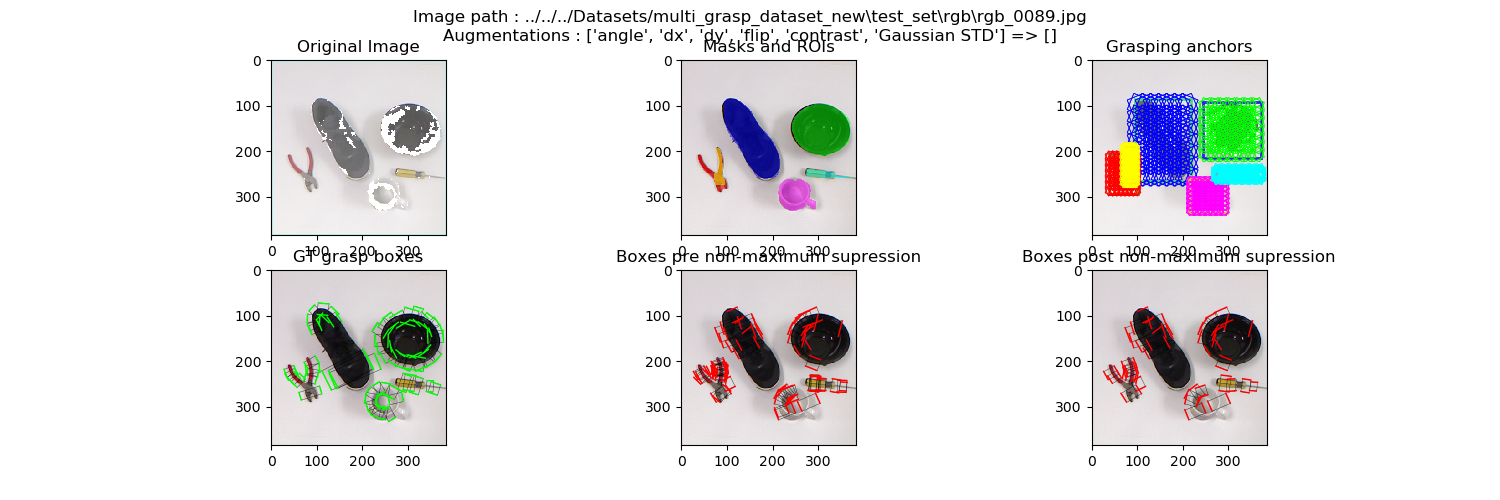 Image path : ../../../Datasets/multi_grasp_dataset_new\test_set\rgb\rgb_0089.jpg
Augmentations : ['angle', 'dx', 'dy', 'flip', 'contrast', 'Gaussian STD'] => []
Original Image
Masks and ROIs
Grasping anchors
0
100
200
300
0
100
200
300
0
100
200
300
0 100 200 300
0 100 200 300
0 100 200 300
GT grasp boxes
Boxes pre non-maximum supression
Boxes post non-maximum supression
0
100
200
300
0
100
200
300
0
100
200
300
0 100 200 300
0 100 200 300
0 100 200 300